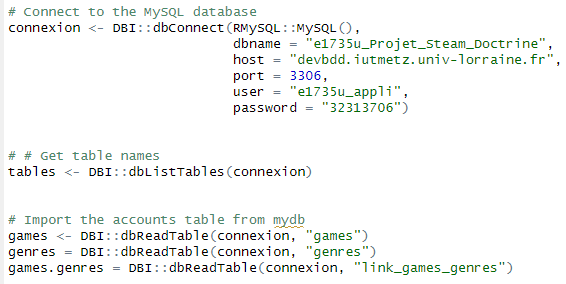 # Connect to the MySQL database
connexion <- DBI::dbConnect(RMySQL::MySQL(),
dbname = "e1735u_Projet_Steam_Doctrine",
host = "devbdd.iutmetz.univ-lorraine.fr",
port = 3306,
user = "e1735u_appli",
password = "32313706")
# # Get table names
tables <- DBI::dbListTables(connexion)
# Import the accounts table from mydb
games <- DBI::dbReadTable(connexion, "games")
genres = DBI::dbReadTable(connexion, "genres")
games.genres = DBI::dbReadTable(connexion, "link_games_genres")